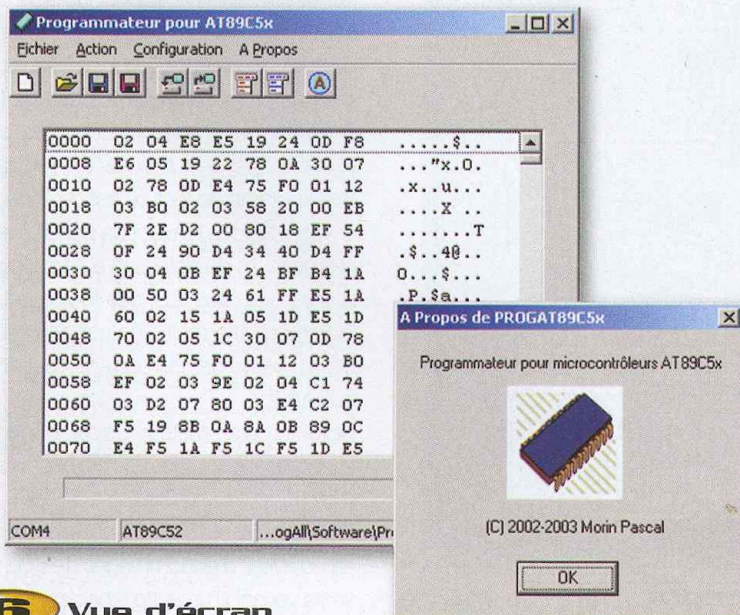 Programmateur pour AT89C5x
Fichier Action Configuration A Propos
0000 02 04 E8 E5 19 24 0D F8 .....$..
0008 E6 05 19 22 78 0A 30 07 ..."x.0.
0010 02 78 0D E4 75 F0 01 12 .x..u...
0018 03 B0 02 03 58 20 00 EB ....X ..
0020 7F 2E D2 00 80 18 EF 54 .......T
0028 0F 24 90 D4 34 40 D4 FF .$..4@..
0030 30 04 0B EF 24 BF B4 1A 0...$...
0038 00 50 03 24 61 FF E5 1A .P.$a...
0040 60 02 15 1A 05 1D E5 1D
0048 70 02 05 1C 30 07 0D 78
0050 0A E4 75 F0 01 12 03 B0
0058 EF 02 03 9E 02 04 C1 74
0060 03 D2 07 80 03 E4 C2 07
0068 F5 19 8B 0A 8A 0B 89 0C
0070 E4 F5 1A F5 1C F5 1D E5
COM4 AT89C52 ...ogAll\Software\Pr
A Propos de PROGAT89C5x
Programmateur pour microcontrôleurs AT89C5x
(C) 2002-2003 Morin Pascal
OK
6 Vue d'écran